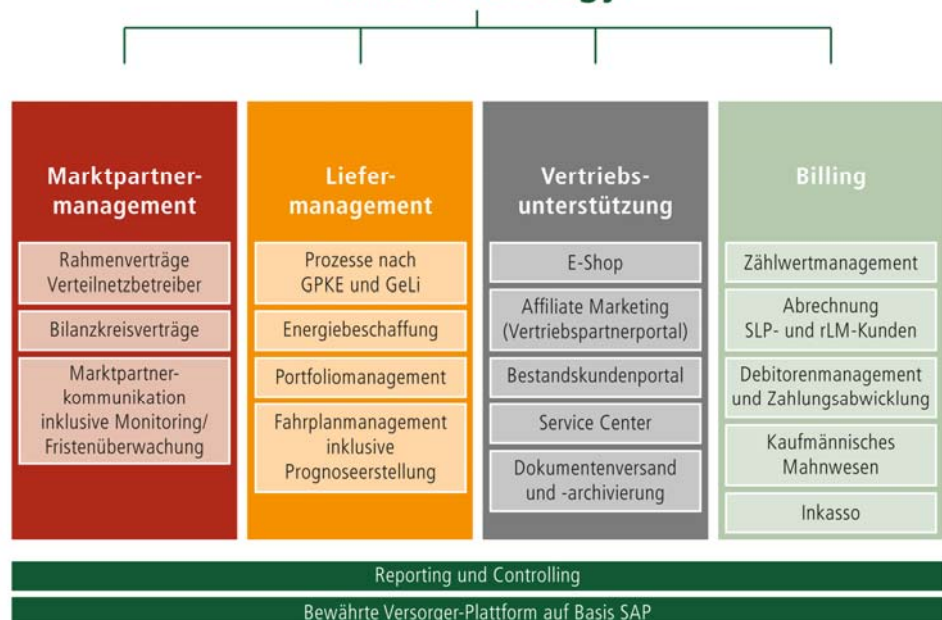 Marktpartner-
management
Rahmenverträge
Verteilnetzbetreiber
Bilanzkreisverträge
Marktpartner-
kommunikation
inklusive Monitoring/
Fristenüberwachung
Liefer-
management
Prozesse nach
GPKE und GeLi
Energiebeschaffung
Portfoliomanagement
Fahrplanmanagement
inklusive
Prognoseerstellung
Vertriebs-
unterstützung
E-Shop
Affiliate Marketing
(Vertriebspartnerportal)
Bestandskundenportal
Service Center
Dokumentenversand
und -archivierung
Billing
Zählwertmanagement
Abrechnung
SLP- und rLM-Kunden
Debitorenmanagement
und Zahlungsabwicklung
Kaufmännisches
Mahnwesen
Inkasso
Reporting und Controlling
Bewährte Versorger-Plattform auf Basis SAP